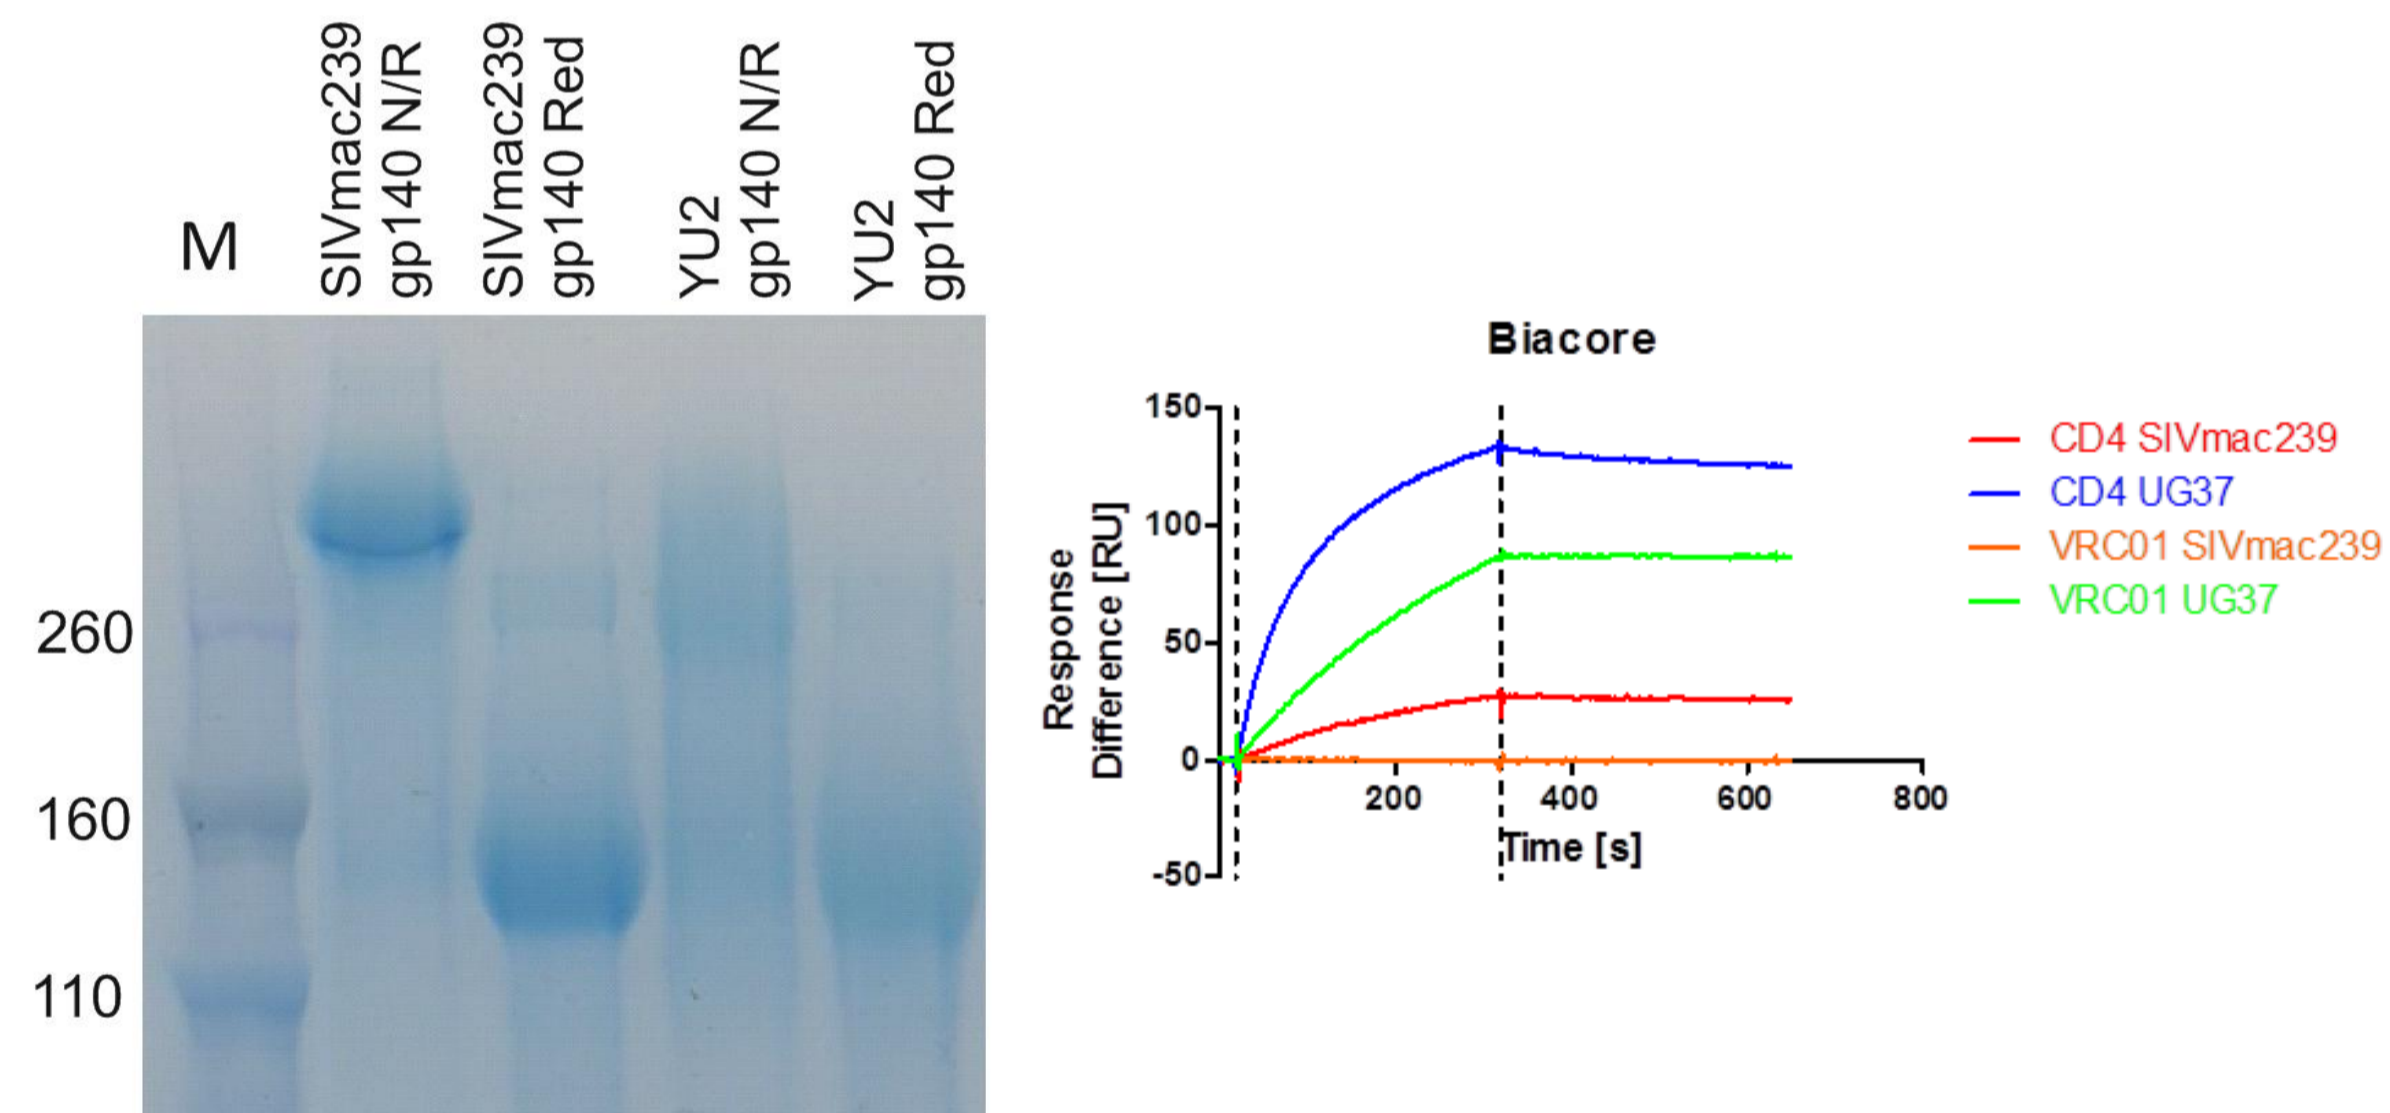 M
SIVmac239
gp140 N/R
SIVmac239
gp140 Red
YU2
gp140 N/R
YU2
gp140 Red
260
160
110
Biacore
Response
Difference [RU]
150
100
50
0
-50
200 400 600 800
Time [s]
CD4 SIVmac239
CD4 UG37
VRC01 SIVmac239
VRC01 UG37